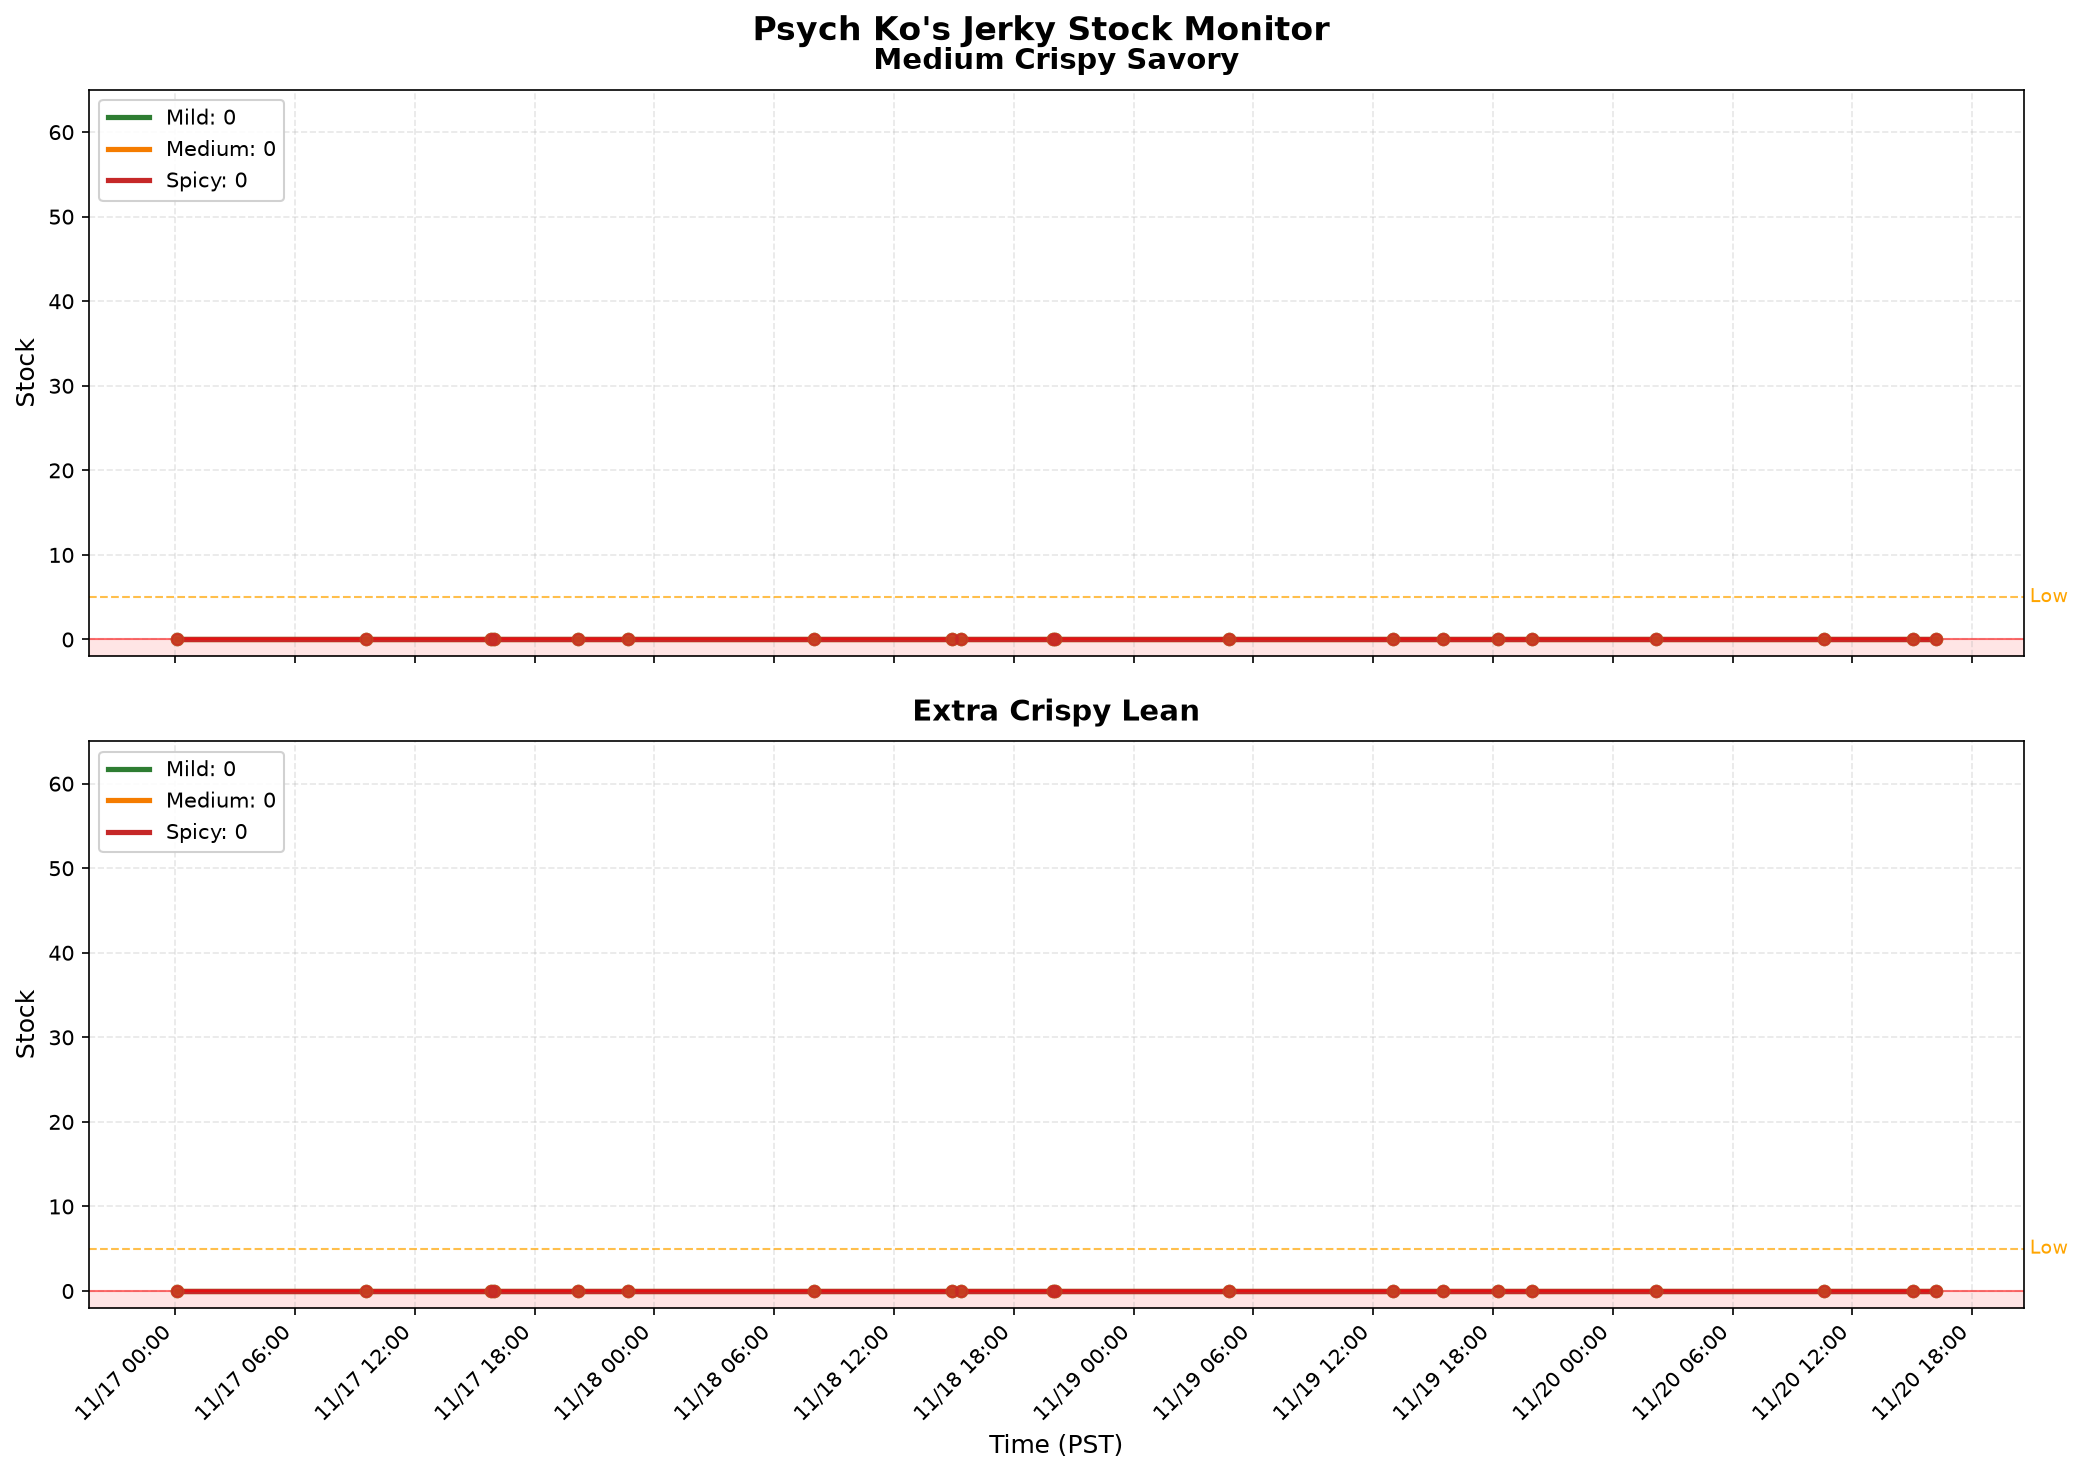 Psych Ko's Jerky Stock Monitor
Medium Crispy Savory
Mild: 0
Medium: 0
Spicy: 0
60
50
40
30
20
10
0
Stock
Low
Extra Crispy Lean
Mild: 0
Medium: 0
Spicy: 0
60
50
40
30
20
10
0
Stock
Low
11/17 00:00
11/17 06:00
11/17 12:00
11/17 18:00
11/18 00:00
11/18 06:00
11/18 12:00
11/18 18:00
11/19 00:00
11/19 06:00
11/19 12:00
11/19 18:00
11/20 00:00
11/20 06:00
11/20 12:00
11/20 18:00
Time (PST)